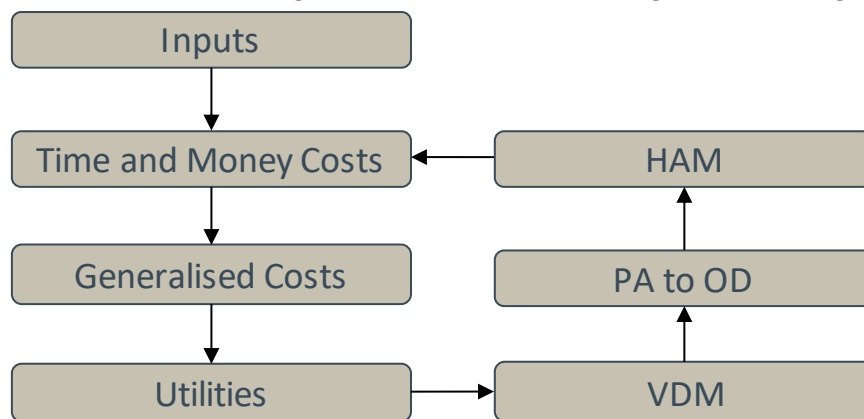 Inputs
Time and Money Costs
HAM
Generalised Costs
PA to OD
Utilities
VDM